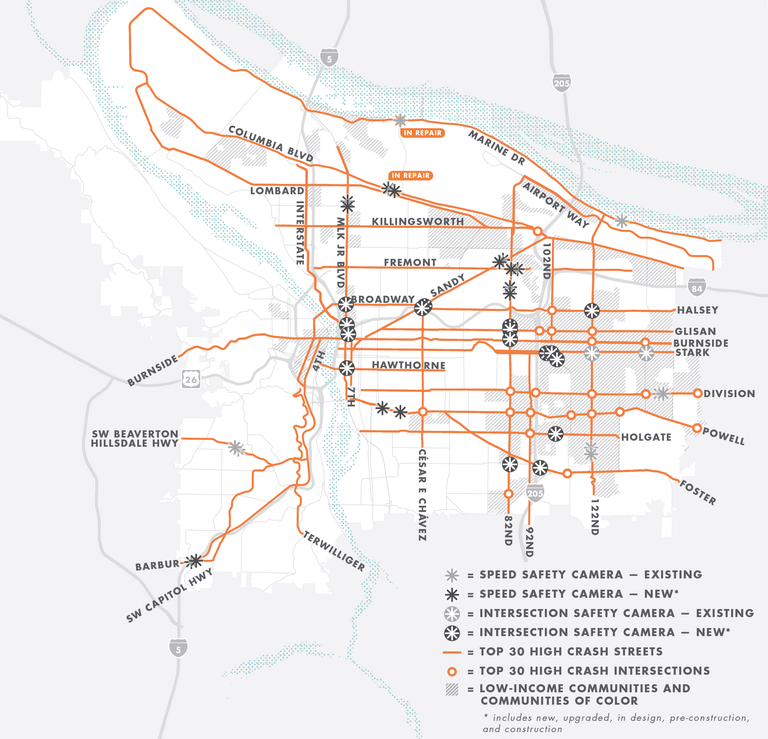 5
205
IN REPAIR
MARINE DR
COLUMBIA BLVD
IN REPAIR
LOMBARD
AIRPORT WAY
INTERSTATE
MLK JR BLVD
KILLINGSWORTH
102ND
FREMONT
SANDY
84
BROADWAY
HALSEY
GLISAN
BURNSIDE
STARK
BURNSIDE
4TH
HAWTHORNE
26
7TH
DIVISION
SW BEAVERTON
HILLSDALE HWY
HOLGATE
POWELL
CÉSAR E CHÁVEZ
FOSTER
205
82ND
92ND
122ND
TERWILLIGER
BARBUR
SW CAPITOL HWY
5
= SPEED SAFETY CAMERA – EXISTING
= SPEED SAFETY CAMERA – NEW*
= INTERSECTION SAFETY CAMERA – EXISTING
= INTERSECTION SAFETY CAMERA – NEW*
= TOP 30 HIGH CRASH STREETS
= TOP 30 HIGH CRASH INTERSECTIONS
= LOW-INCOME COMMUNITIES AND
COMMUNITIES OF COLOR
* includes new, upgraded, in design, pre-construction,
and construction